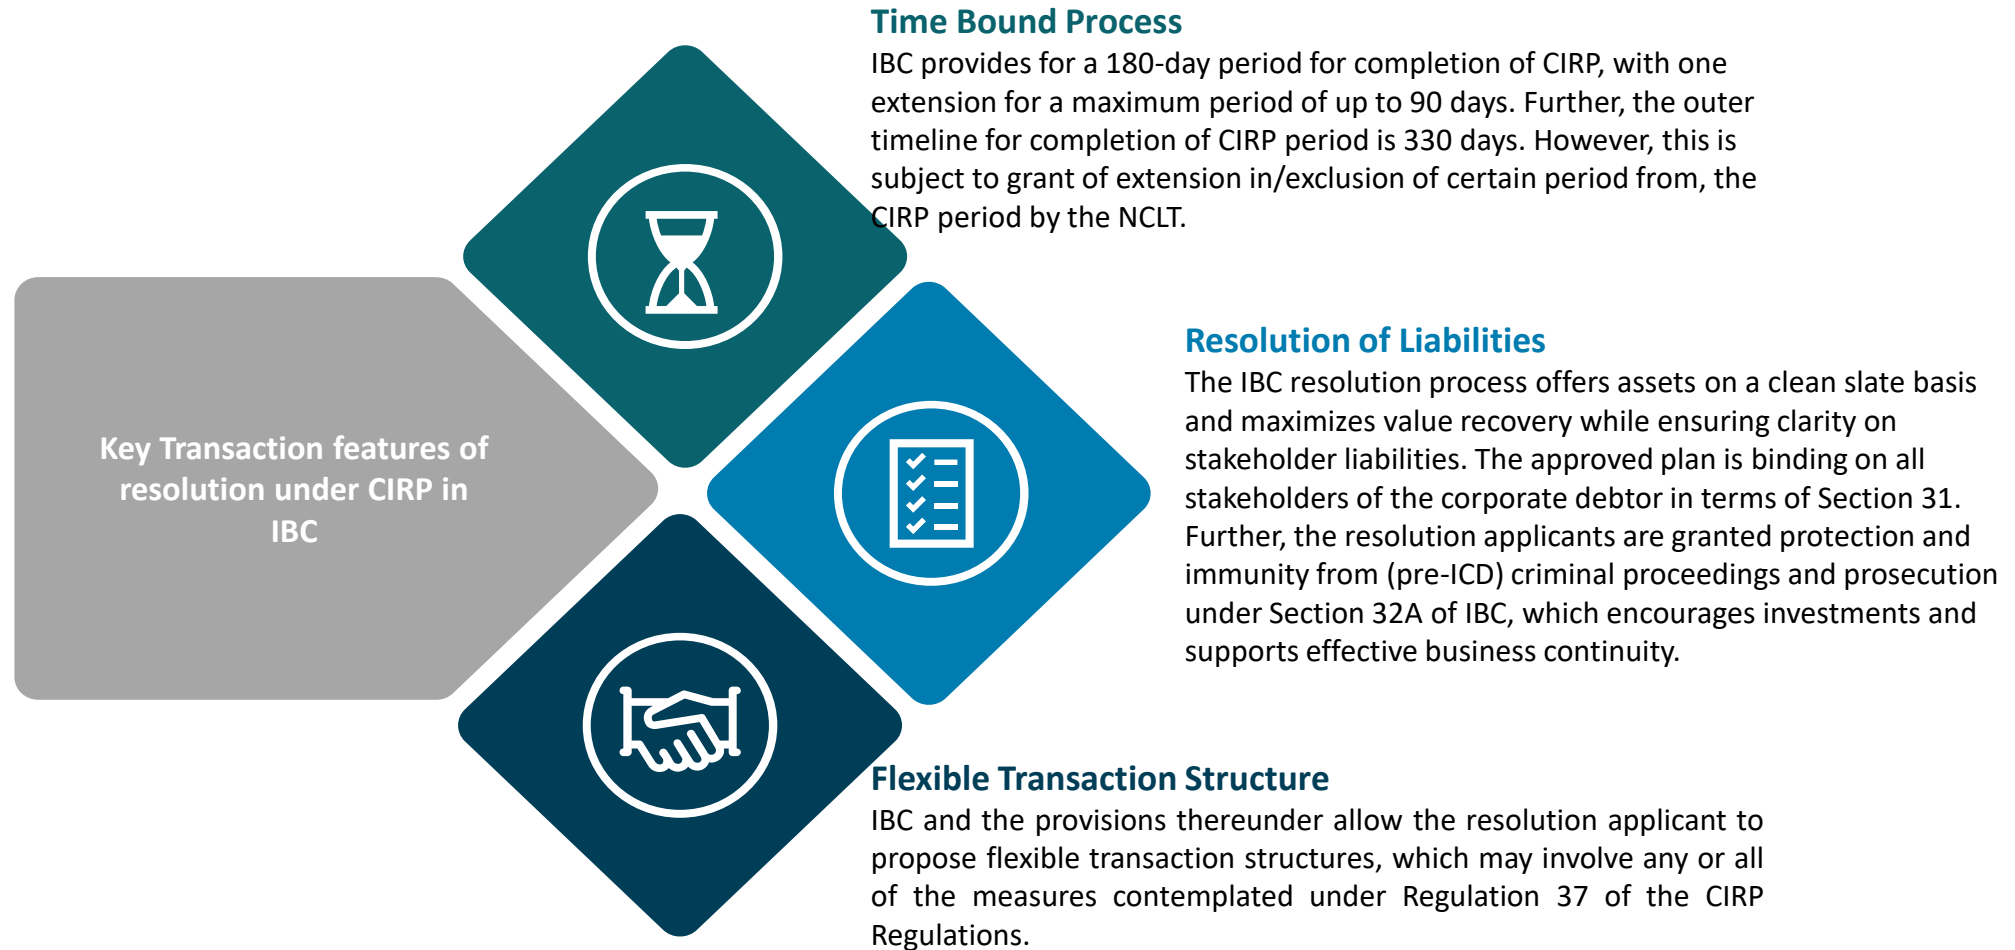 Time Bound Process
IBC provides for a 180-day period for completion of CIRP, with one
extension for a maximum period of up to 90 days. Further, the outer
timeline for completion of CIRP period is 330 days. However, this is
subject to grant of extension in/exclusion of certain period from, the
CIRP period by the NCLT.
Key Transaction features of
resolution under CIRP in
IBC
Resolution of Liabilities
The IBC resolution process offers assets on a clean slate basis
and maximizes value recovery while ensuring clarity on
stakeholder liabilities. The approved plan is binding on all
stakeholders of the corporate debtor in terms of Section 31.
Further, the resolution applicants are granted protection and
immunity from (pre-ICD) criminal proceedings and prosecution
under Section 32A of IBC, which encourages investments and
supports effective business continuity.
Flexible Transaction Structure
IBC and the provisions thereunder allow the resolution applicant to
propose flexible transaction structures, which may involve any or all
of the measures contemplated under Regulation 37 of the CIRP
Regulations.